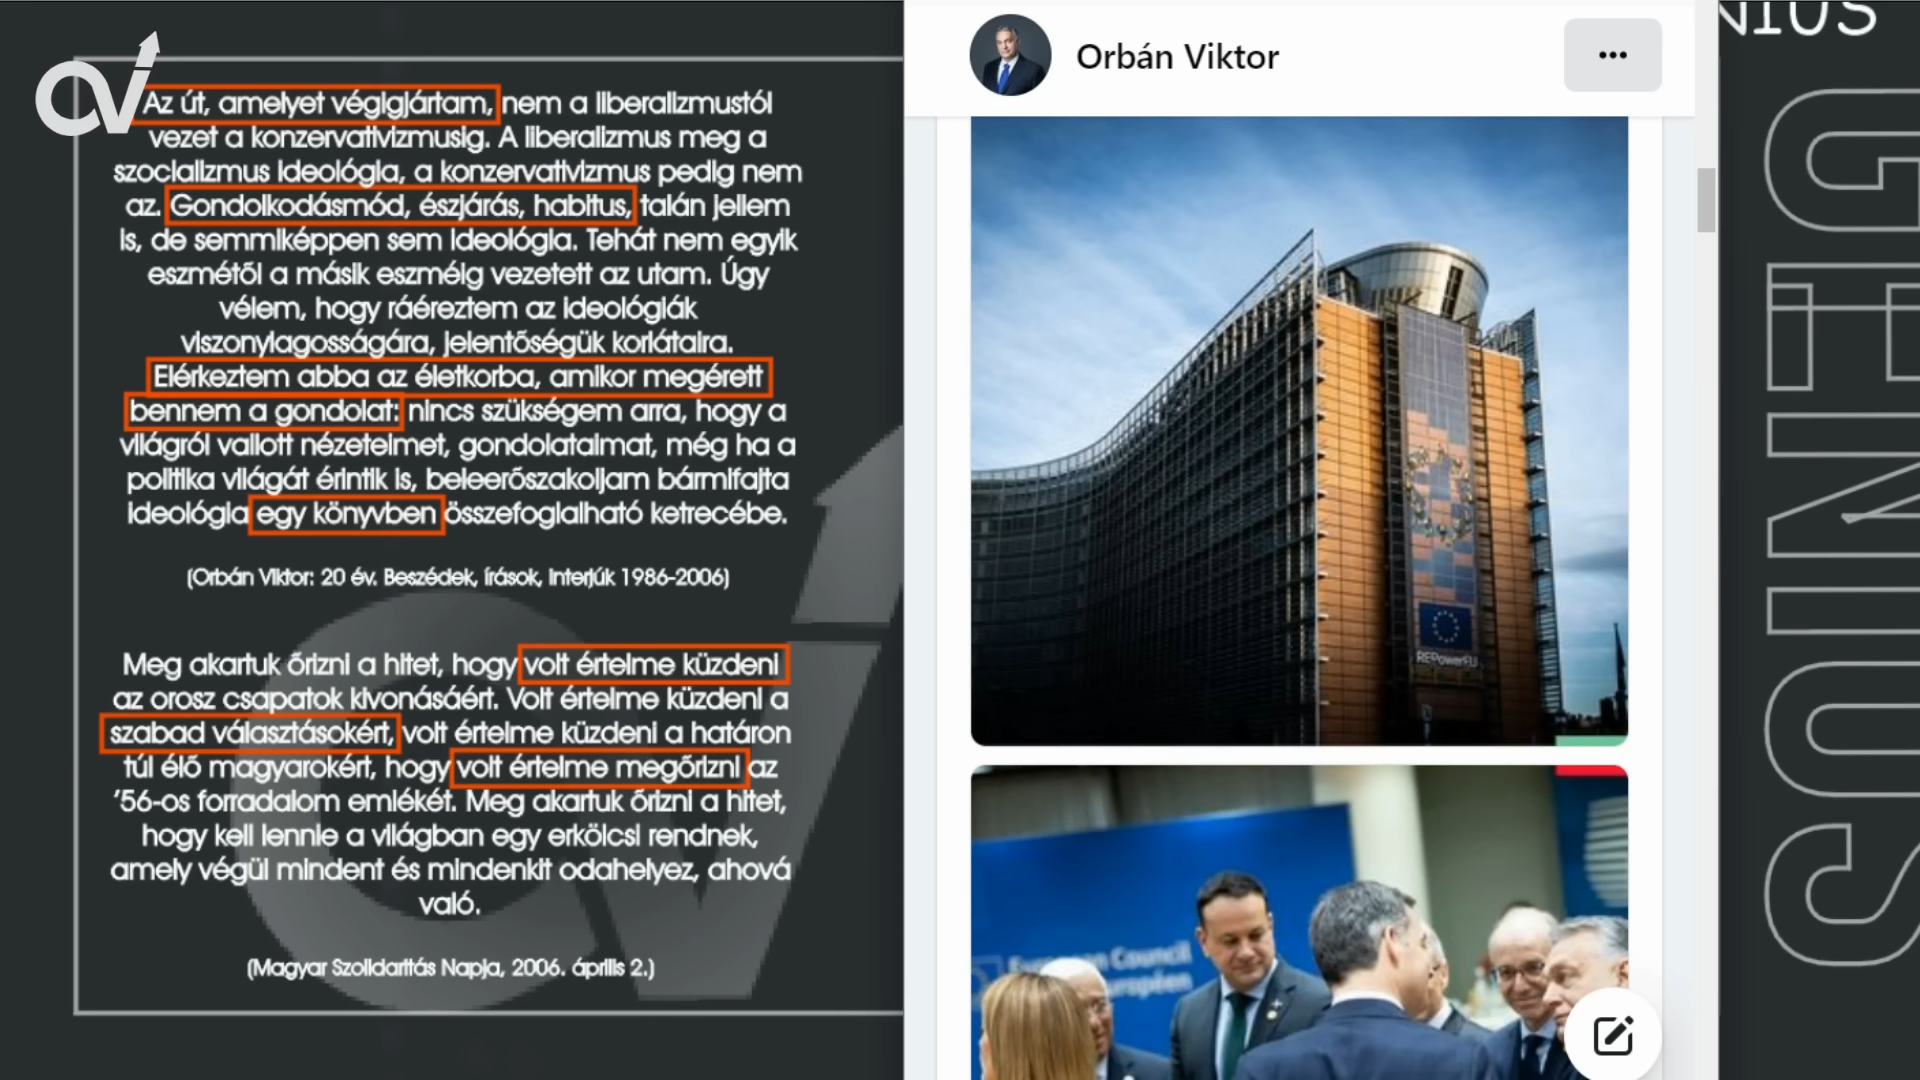 Az út, amelyet végigjártam, nem a liberalizmustól
vezet a konzervativizmusig. A liberalizmus meg a
szocializmus ideológia, a konzervativizmus pedig nem
az. Gondolkodásmód, észjárás, habitus, talán jellem
is, de semmiképpen sem ideológia. Tehát nem egyik
eszmétől a másik eszméig vezetett az utam. Úgy
vélem, hogy ráéreztem az ideológiák
viszonylagosságára, jelentőségük korlátaira.
Elérkeztem abba az életkorba, amikor megérett
bennem a gondolat: nincs szükségem arra, hogy a
világról vallott nézeteimet, gondolataimat, még ha a
politika világát érintik is, beleerőszakoljam bármifajta
ideológia egy könyvben összefoglalható ketrecébe.
(Orbán Viktor: 20 év. Beszédek, írások, interjúk 1986-2006)
Meg akartuk őrizni a hitet, hogy volt értelme küzdeni
az orosz csapatok kivonásáért. Volt értelme küzdeni a
szabad választásokért, volt értelme küzdeni a határon
túl élő magyarokért, hogy volt értelme megőrizni az
'56-os forradalom emlékét. Meg akartuk őrizni a hitet,
hogy kell lennie a világban egy erkölcsi rendnek,
amely végül mindent és mindenkit odahelyez, ahová
való.
(Magyar Szolidaritás Napja, 2006. április 2.)
Orbán Viktor
REPowerEU
European Council
européen
NIUS
GENIUS